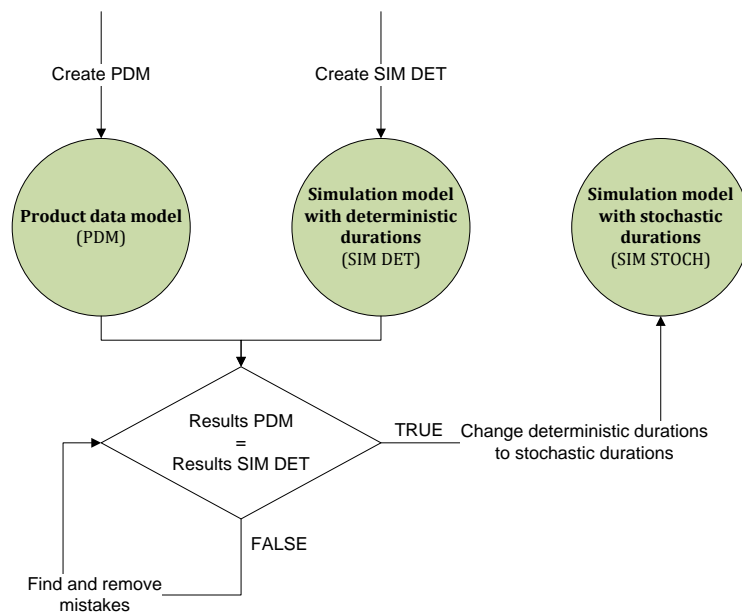 Create PDM
Create SIM DET
Product data model
(PDM)
Simulation model
with deterministic
durations
(SIM DET)
Simulation model
with stochastic
durations
(SIM STOCH)
Results PDM
=
Results SIM DET
TRUE
Change deterministic durations
to stochastic durations
FALSE
Find and remove
mistakes